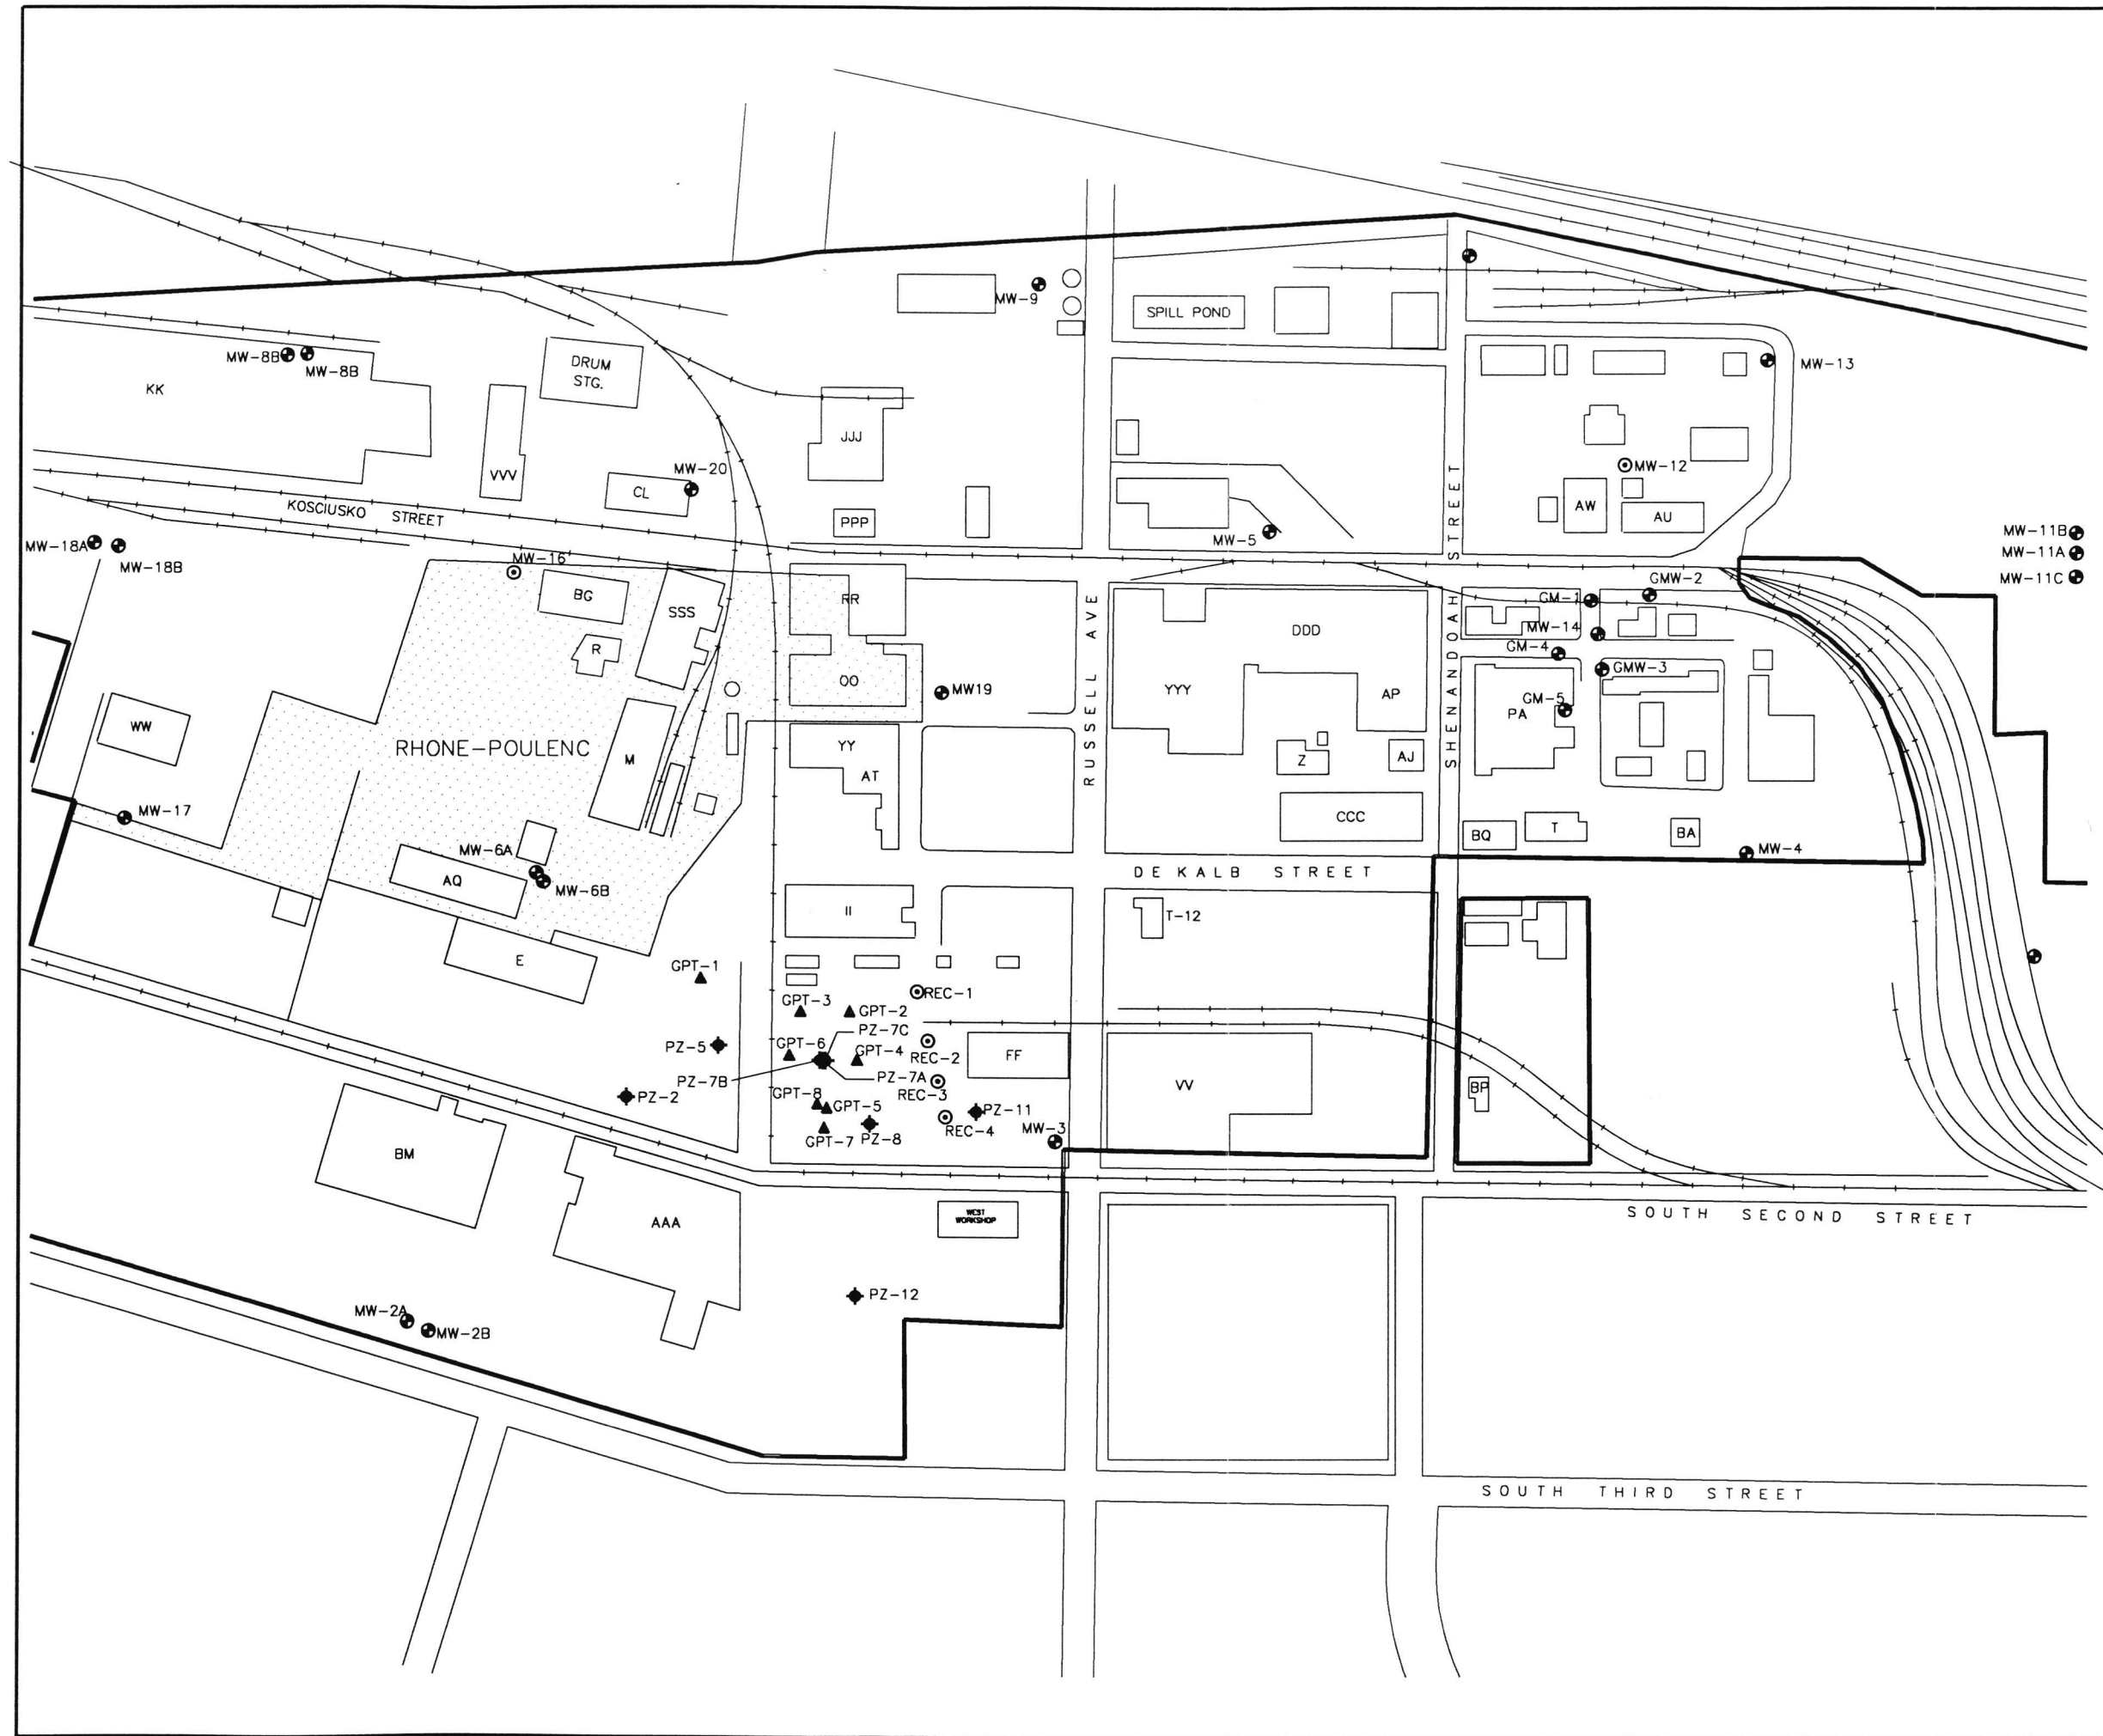 MW-9
SPILL POND
MW-8B
MW-8B
KK
DRUM
STG.
MW-13
JJJ
VVV
CL
MW-20
MW-12
KOSCIUSKO STREET
PPP
AW
AU
MW-5
SHENANDOAH STREET
MW-11B
MW-11A
MW-11C
MW-18A
MW-18B
MW-16
BG
SSS
RR
RUSSELL AVE
DDD
GM-1
GMW-2
MW-14
GM-4
GMW-3
R
OO
MW19
YYY
AP
GM-5
PA
WW
RHONE-POULENC
M
YY
AT
Z
AJ
MW-17
CCC
BQ
T
BA
MW-4
MW-6A
MW-6B
AQ
DE KALB STREET
II
T-12
E
GPT-1
REC-1
GPT-3
GPT-2
PZ-7C
PZ-5
GPT-6
GPT-4
REC-2
FF
PZ-7B
PZ-7A
REC-3
VV
BP
PZ-2
GPT-8
GPT-5
PZ-11
GPT-7
PZ-8
REC-4
MW-3
BM
AAA
WEST
WORKSHOP
SOUTH SECOND STREET
PZ-12
MW-2A
MW-2B
SOUTH THIRD STREET